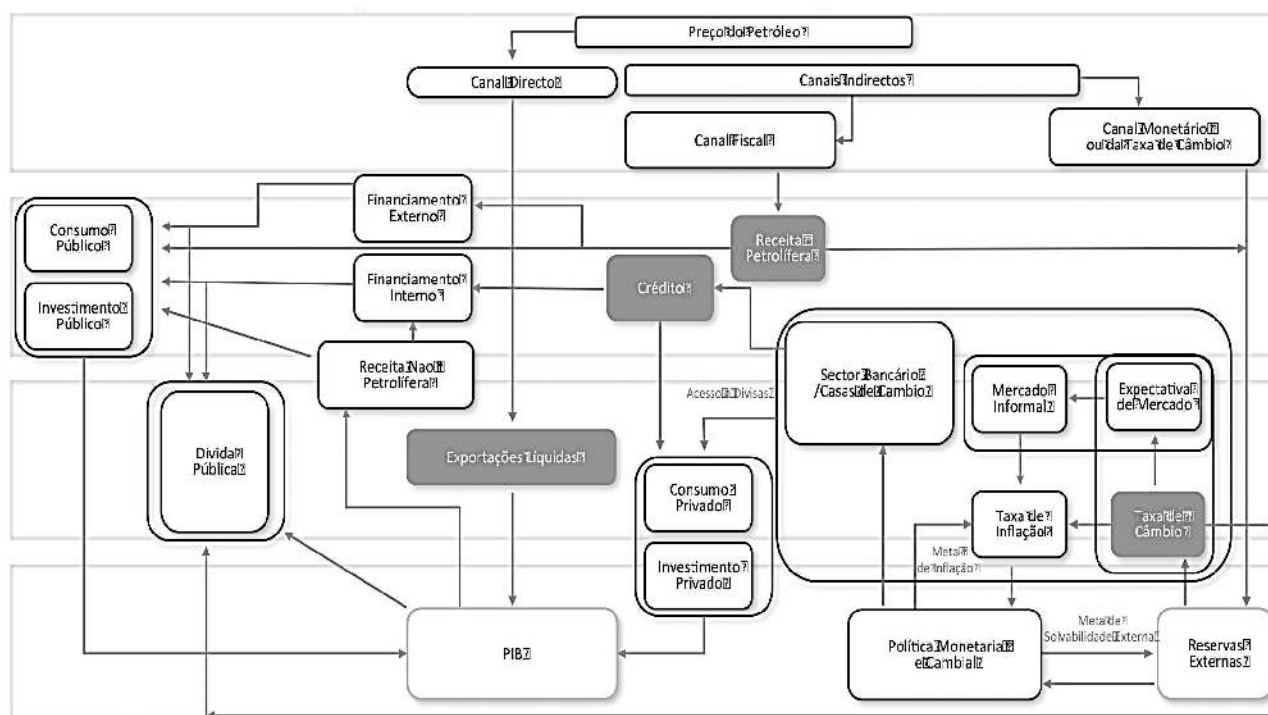 Preço do Petróleo
Canal Directo
Canais Indirectos
Canal Fiscal
Canal Monetário
ou da Taxa de Câmbio
Financiamento
Externo
Consumo
Público
Receita
Petrolífera
Financiamento
Interno
Crédito
Investimento
Público
Receita Nao
Petrolífera
Sector Bancário
/Casas de Cambio
Mercado
Informal
Expectativa
de Mercado
Acesso a Divisas
Divida
Pública
Exportações Líquidas
Consumo
Privado
Taxa de
Inflação
Taxa de
Câmbio
Investimento
Privado
Meta
de Inflação
PIB
Política Monetaria
e Cambial
Meta de
Solvabilidade Externa
Reservas
Externas